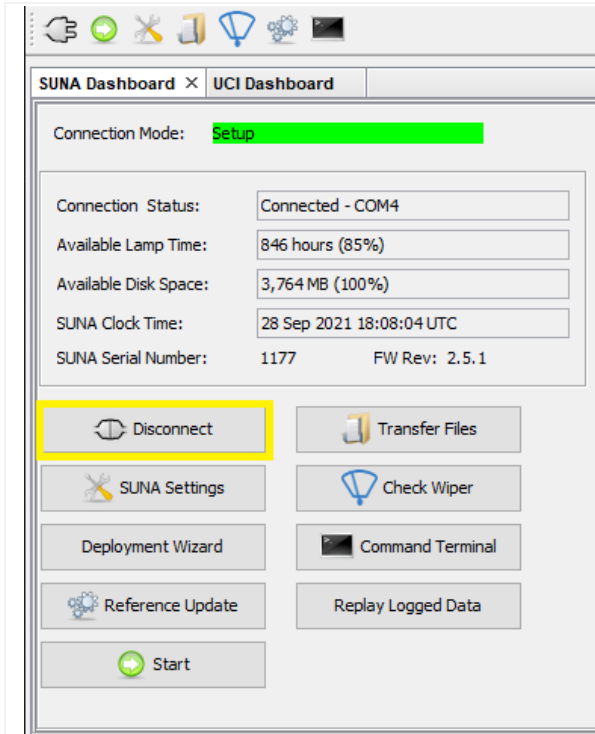 SUNA Dashboard × UCI Dashboard
Connection Mode: Setup
Connection Status: Connected - COM4
Available Lamp Time: 846 hours (85%)
Available Disk Space: 3,764 MB (100%)
SUNA Clock Time: 28 Sep 2021 18:08:04 UTC
SUNA Serial Number: 1177 FW Rev: 2.5.1
Disconnect Transfer Files
SUNA Settings Check Wiper
Deployment Wizard Command Terminal
Reference Update Replay Logged Data
Start